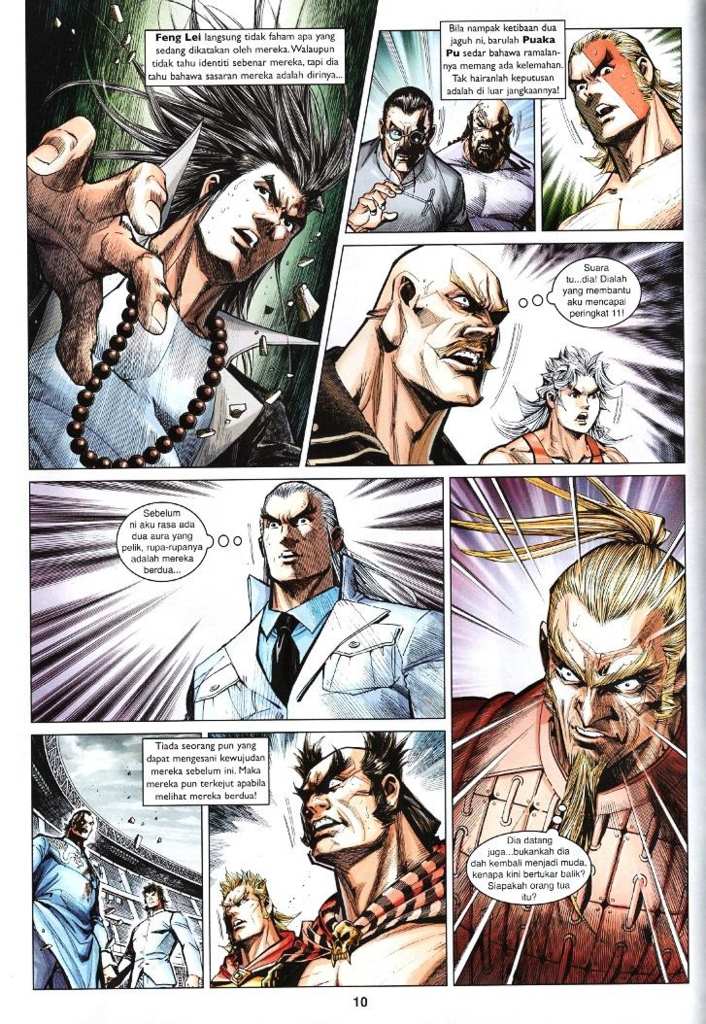 Feng Lei langsung tidak faham apa yang
sedang dikatakan oleh mereka. Walaupun
tidak tahu identiti sebenar mereka, tapi dia
tahu bahawa sasaran mereka adalah dirinya...
Bila nampak ketibaan dua
jaguh ni, barulah Puaka
Pu sedar bahawa ramalan-
nya memang ada kelemahan.
Tak hairanlah keputusan
adalah di luar jangkaannya!
Suara
tu...dia! Dialah
yang membantu
aku mencapai
peringkat 11!
Sebelum
ni aku rasa ada
dua aura yang
pelik, rupa-rupanya
adalah mereka
berdua...
Tiada seorang pun yang
dapat mengesani kewujudan
mereka sebelum ini. Maka
mereka pun terkejut apabila
melihat mereka berdua!
Dia datang
juga...bukankah dia
dah kembali menjadi muda,
kenapa kini bertukar balik?
Siapakah orang tua
itu?
10